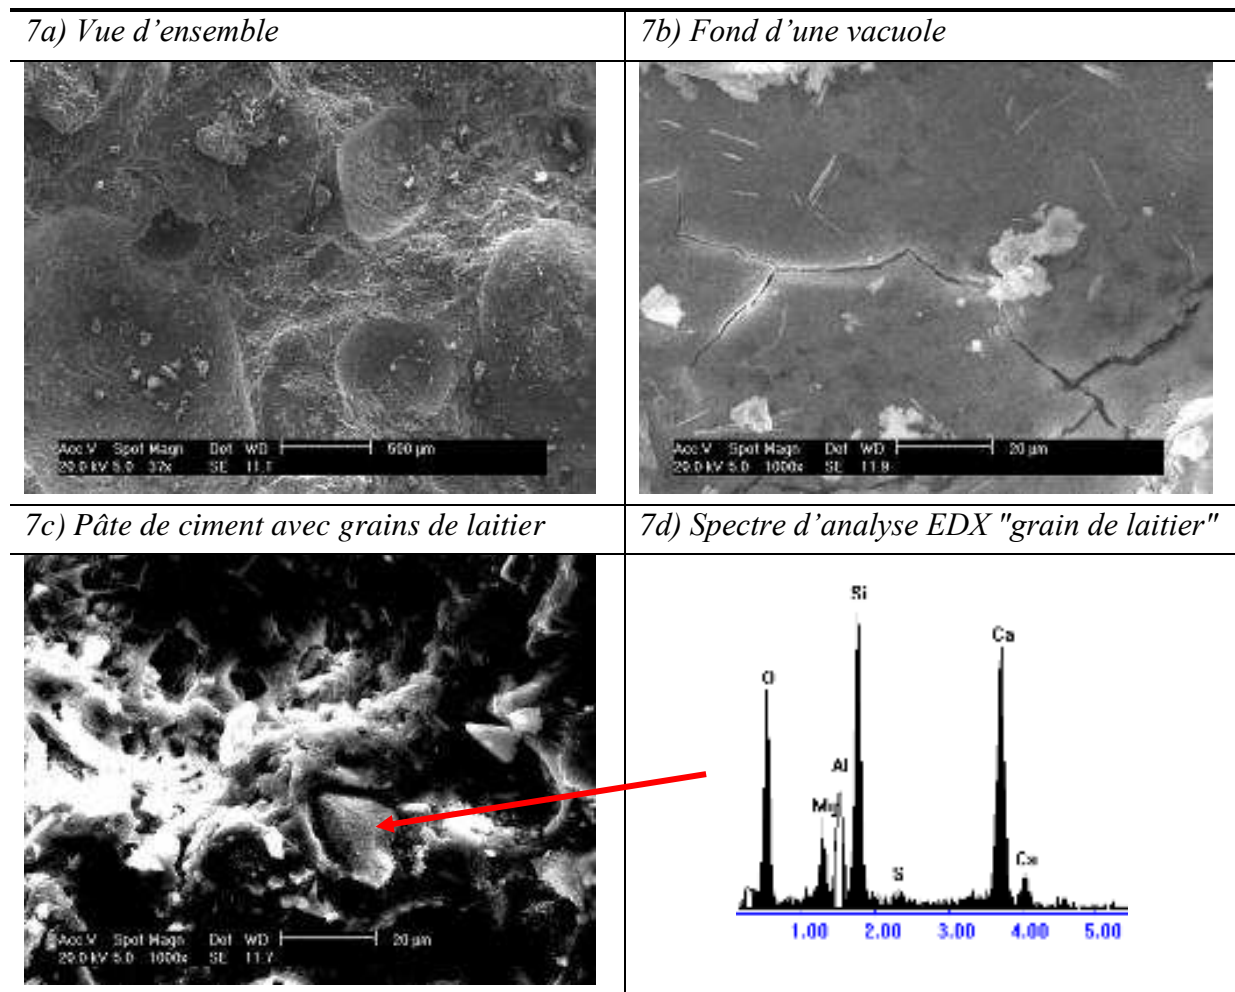 7a) Vue d’ensemble
7b) Fond d’une vacuole
Acc.V Spot Magn Det WD 500 µm
20.0 kV 5.0 37x SE 11.1
Acc.V Spot Magn Det WD 20 µm
20.0 kV 5.0 1000x SE 11.9
7c) Pâte de ciment avec grains de laitier
7d) Spectre d’analyse EDX "grain de laitier"
Acc.V Spot Magn Det WD 20 µm
20.0 kV 5.0 1000x SE 11.7
Si
Ca
O
Al
Mg
S
Ca
1.00 2.00 3.00 4.00 5.00